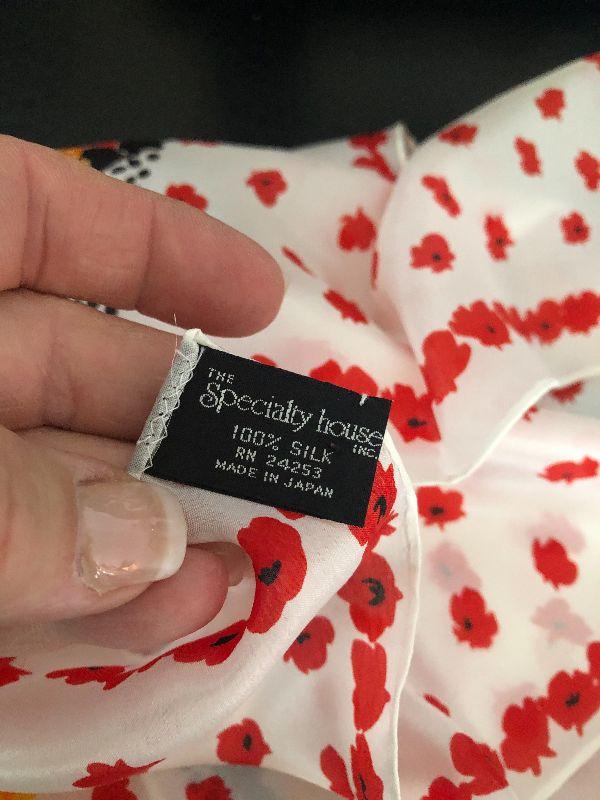 THE
Specialty house
INC.
100% SILK
RN 24253
MADE IN JAPAN